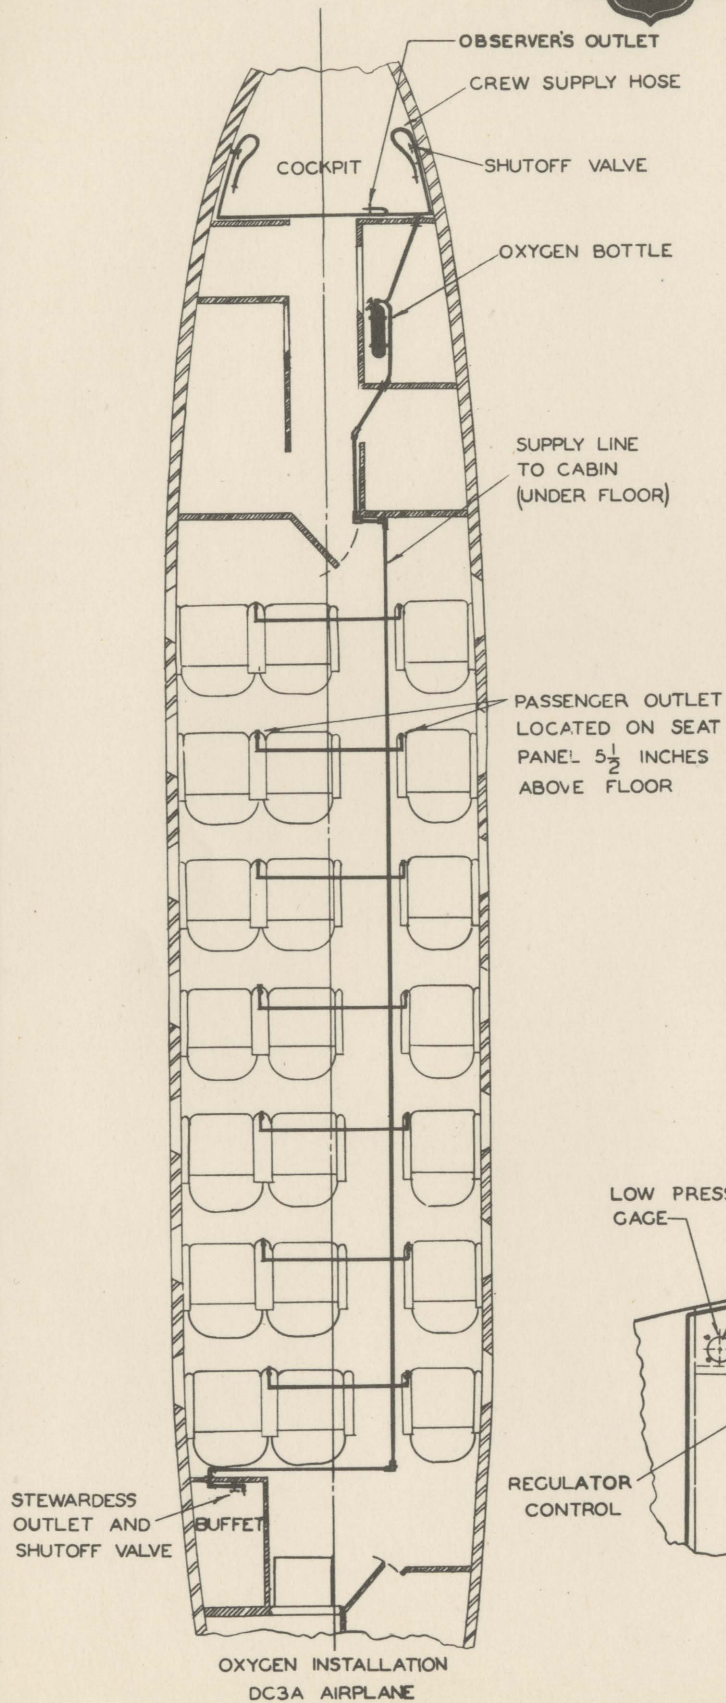 OBSERVER'S OUTLET
CREW SUPPLY HOSE
COCKPIT
SHUTOFF VALVE
OXYGEN BOTTLE
SUPPLY LINE
TO CABIN
(UNDER FLOOR)
PASSENGER OUTLET
LOCATED ON SEAT
PANEL 5 1/2 INCHES
ABOVE FLOOR
LOW PRESS
GAGE
REGULATOR
CONTROL
STEWARDESS
OUTLET AND
SHUTOFF VALVE
BUFFET
OXYGEN INSTALLATION
DC3A AIRPLANE